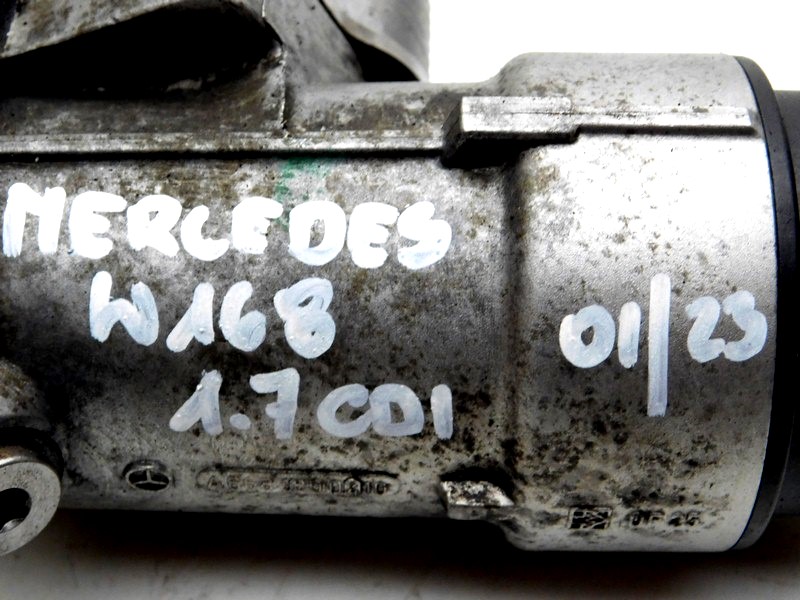 MERCEDES
W168
1.7 CDI
01/23